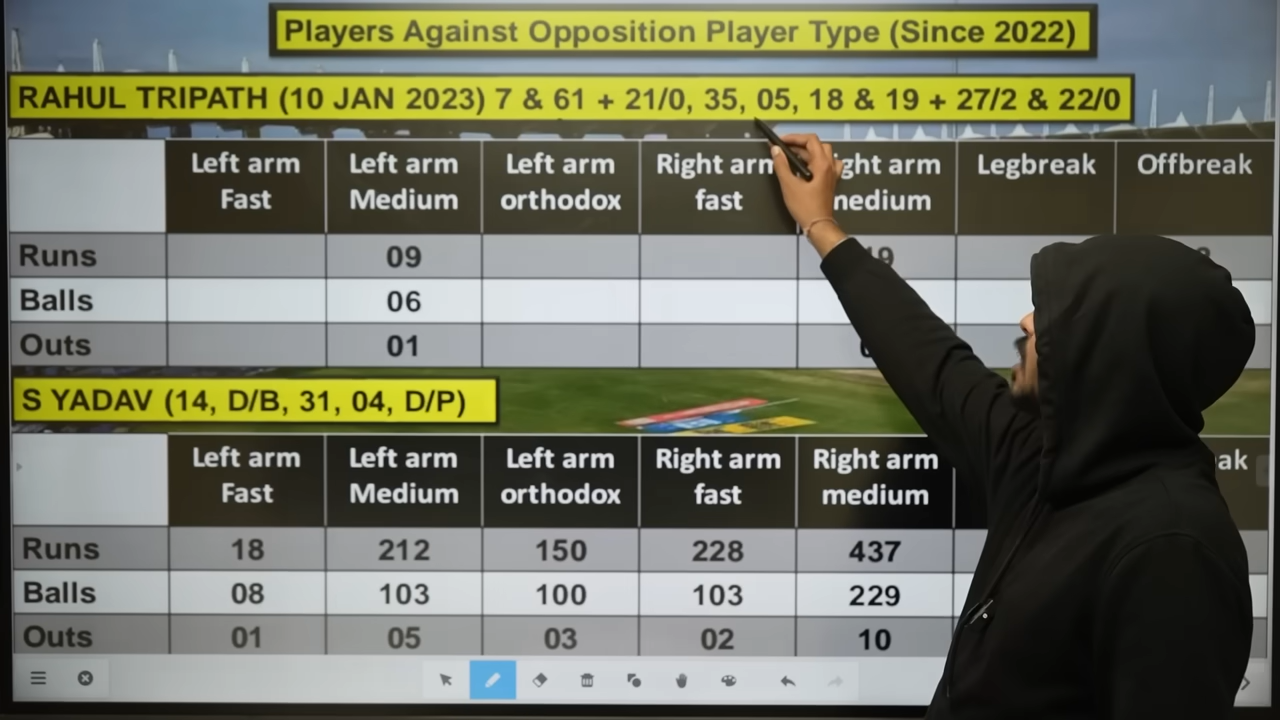 Players Against Opposition Player Type (Since 2022)
RAHUL TRIPATH (10 JAN 2023) 7 & 61 + 21/0, 35, 05, 18 & 19 + 27/2 & 22/0
Left arm Fast Left arm Medium Left arm orthodox Right arm fast medium Legbreak Offbreak
Runs 09
Balls 06
Outs 01
S YADAV (14, D/B, 31, 04, D/P)
Left arm Fast Left arm Medium Left arm orthodox Right arm fast Right arm medium
Runs 18 212 150 228 437
Balls 08 103 100 103 229
Outs 01 05 03 02 10